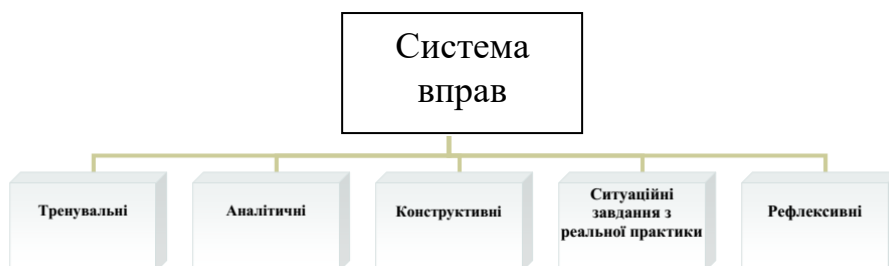 Система
вправ
Тренувальні
Аналітичні
Конструктивні
Ситуаційні
завдання з
реальної практики
Рефлексивні